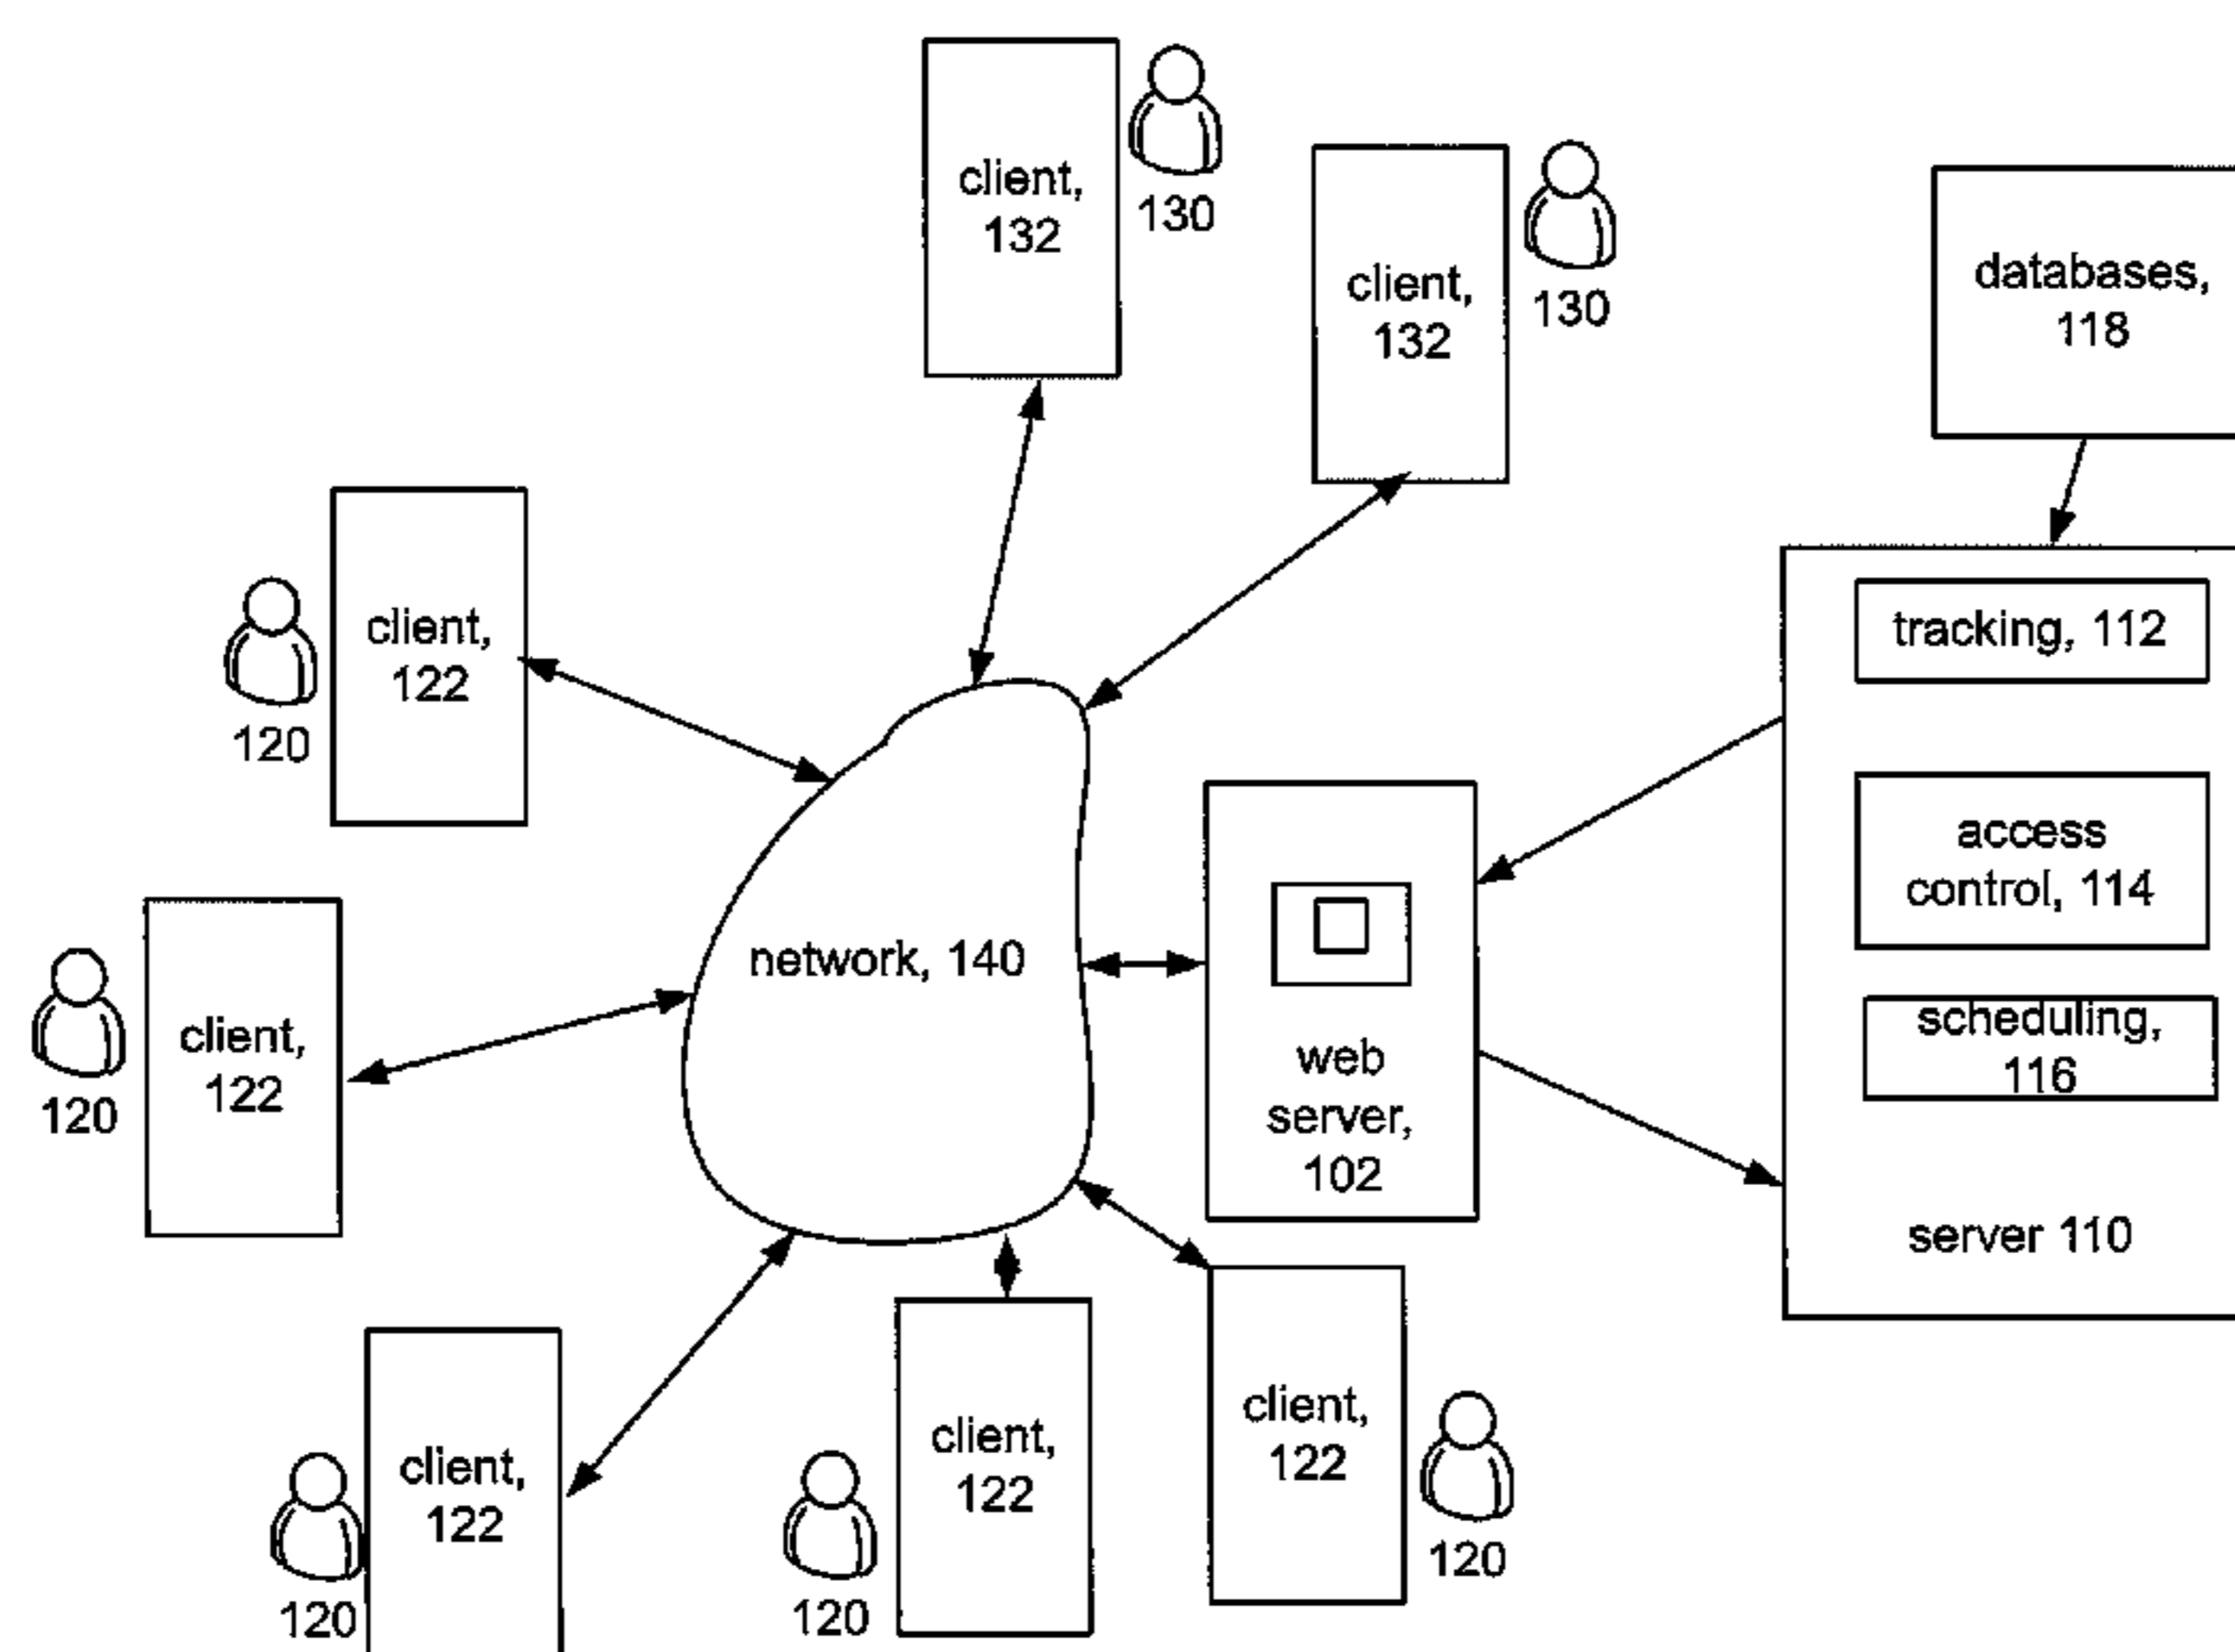 client,
132
130
client,
132
130
databases,
118
client,
122
120
tracking, 112
access
control, 114
scheduling,
116
server 110
network, 140
web
server,
102
client,
122
120
client,
122
120
client,
122
120
client,
122
120